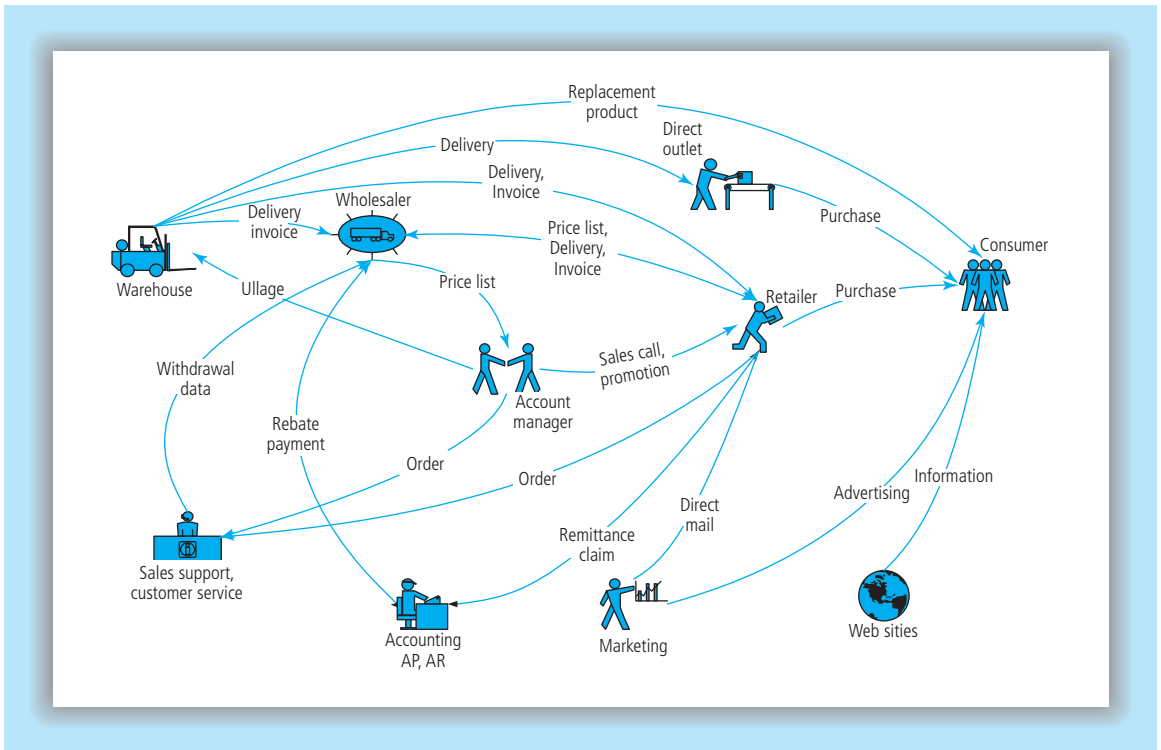 Replacement
product
Direct
outlet
Delivery
Delivery,
Invoice
Wholesaler
Delivery
invoice
Purchase
Price list,
Delivery,
Invoice
Consumer
Warehouse
Ullage
Price list
Retailer
Purchase
Sales call,
promotion
Withdrawal
data
Account
manager
Rebate
payment
Order
Order
Information
Advertising
Direct
mail
Remittance
claim
Sales support,
customer service
Accounting
AP, AR
Marketing
Web sities